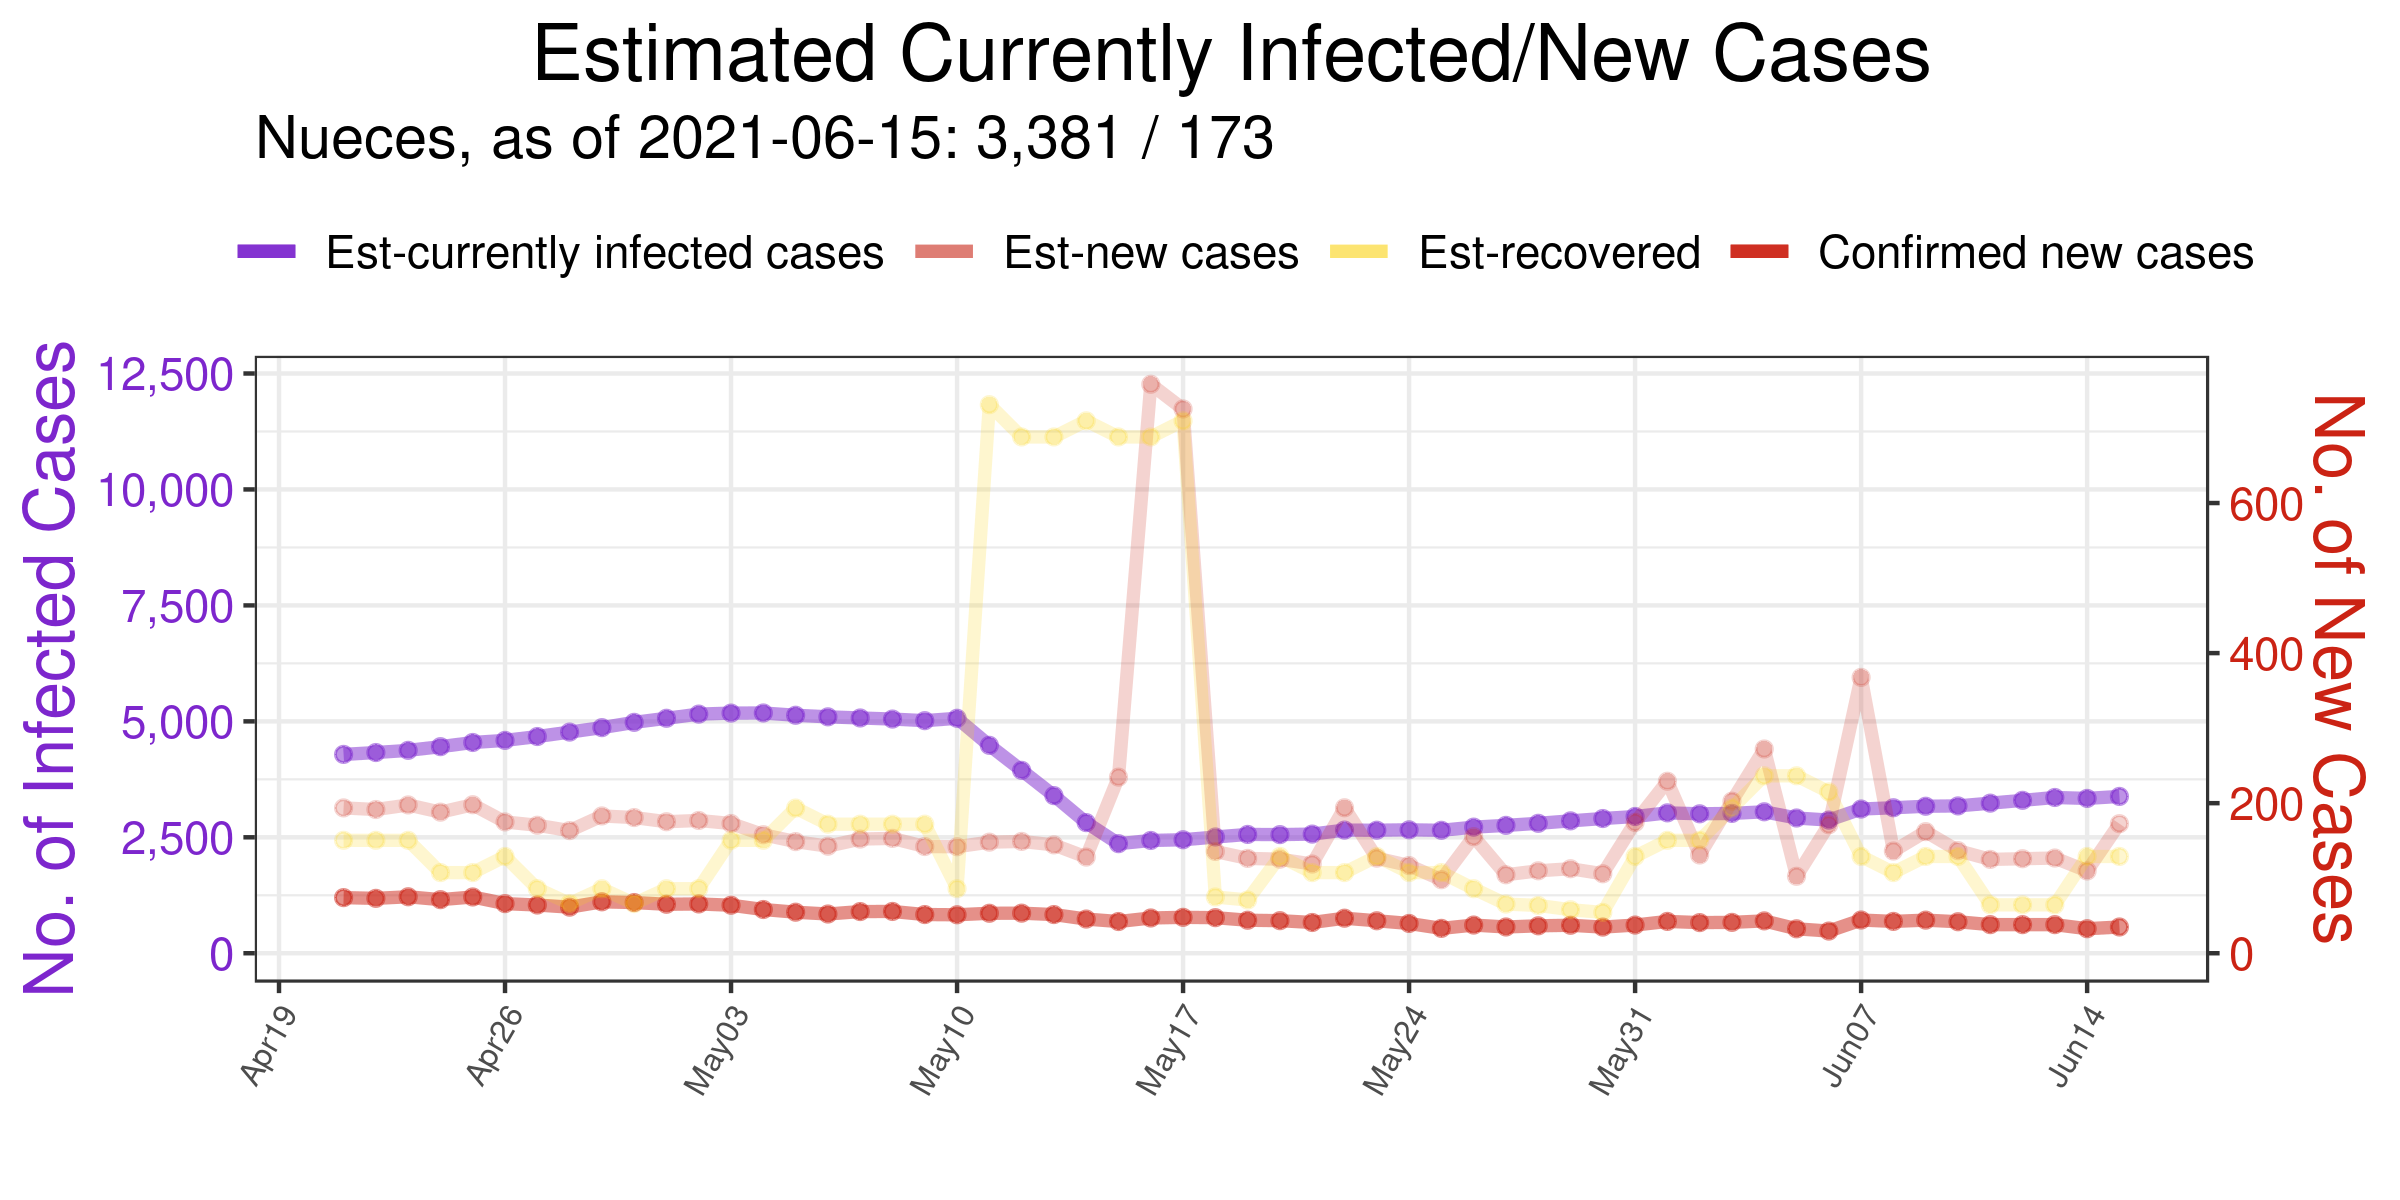 Estimated Currently Infected/New Cases
Nueces, as of 2021-06-15: 3,381 / 173
Est-currently infected cases
Est-new cases
Est-recovered
Confirmed new cases
No. of Infected Cases
12,500
10,000
7,500
5,000
2,500
0
600
400
200
0
No. of New Cases
Apr19
Apr26
May03
May10
May17
May24
May31
Jun07
Jun14